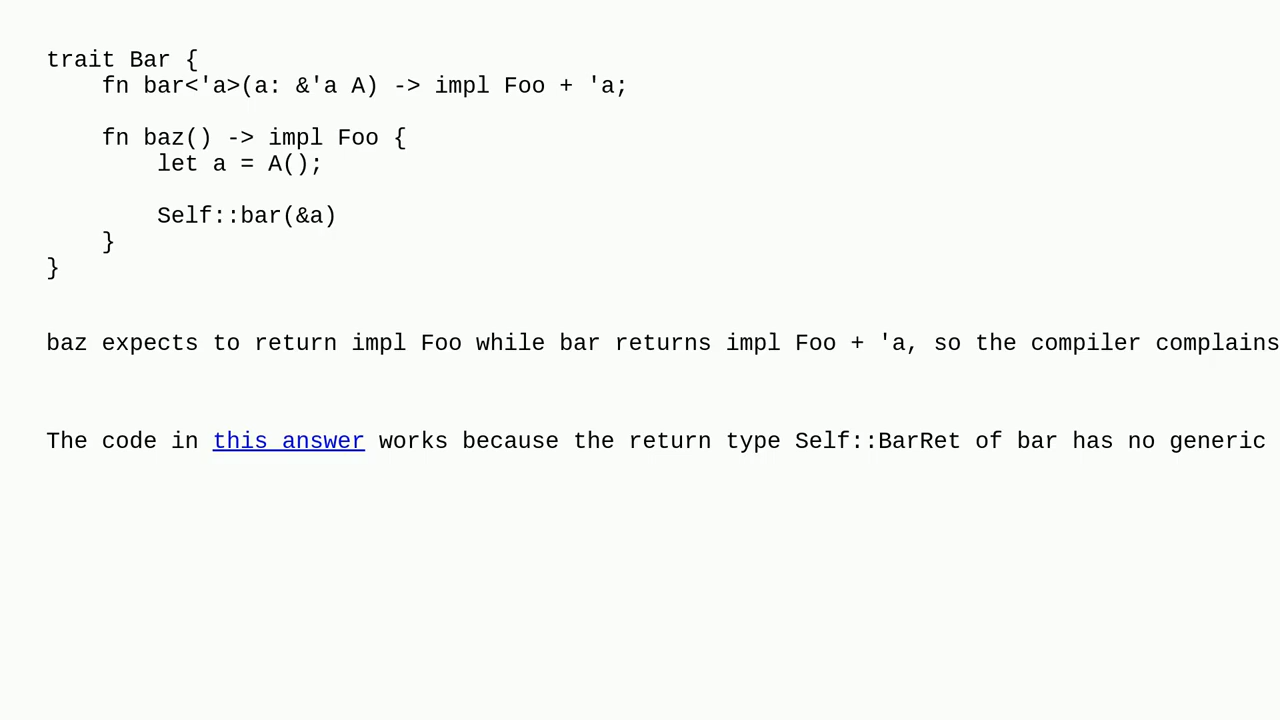 trait Bar {
    fn bar<'a>(a: &'a A) -> impl Foo + 'a;

    fn baz() -> impl Foo {
        let a = A();

        Self::bar(&a)
    }
}

baz expects to return impl Foo while bar returns impl Foo + 'a, so the compiler complains

The code in this answer works because the return type Self::BarRet of bar has no generic